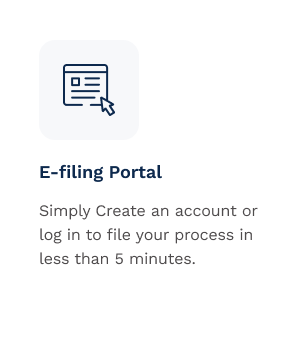 E-filing Portal
Simply Create an account or
log in to file your process in
less than 5 minutes.